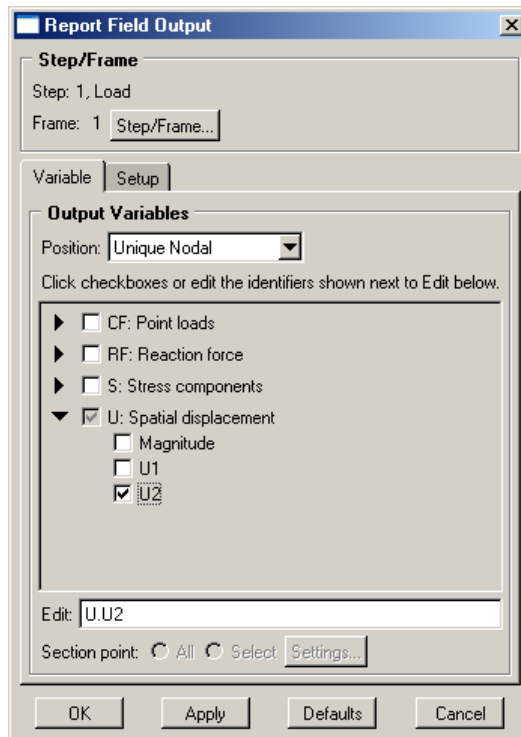 Report Field Output
Step/Frame
Step: 1, Load
Frame: 1 Step/Frame...
Variable Setup
Output Variables
Position: Unique Nodal
Click checkboxes or edit the identifiers shown next to Edit below.
CF: Point loads
RF: Reaction force
S: Stress components
U: Spatial displacement
Magnitude
U1
U2
Edit: U.U2
Section point: All Select Settings...
OK Apply Defaults Cancel